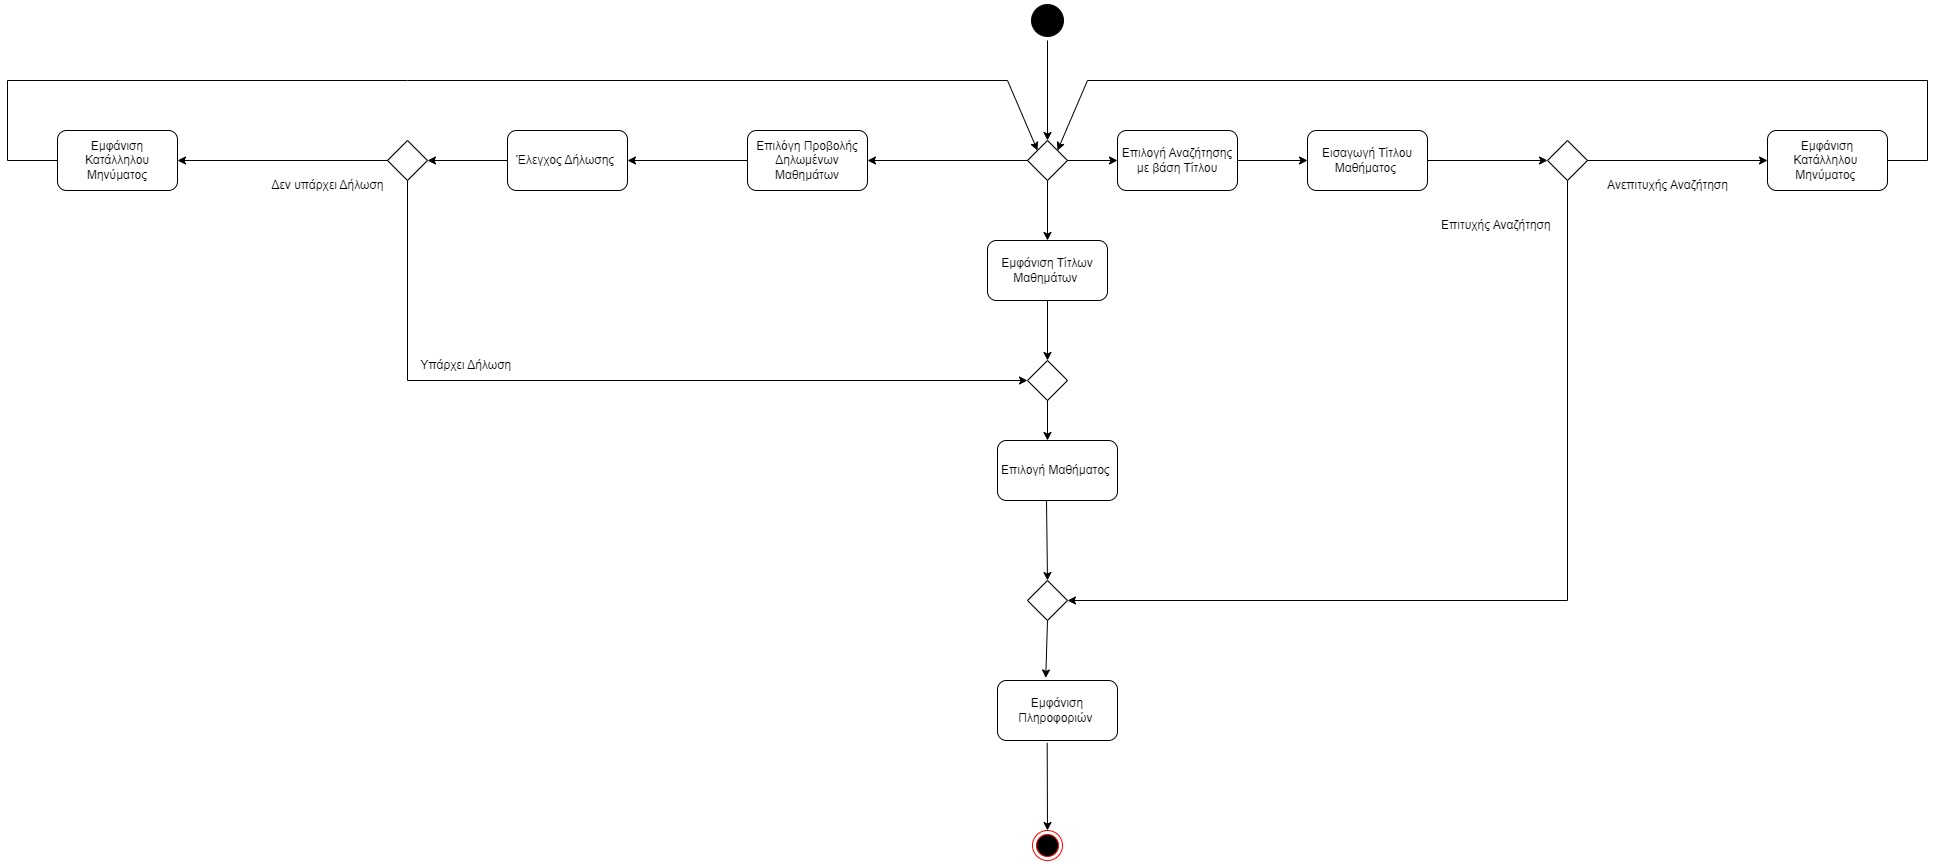 Εμφάνιση
Κατάλληλου
Μηνύματος
Δεν υπάρχει Δήλωση
Έλεγχος Δήλωσης
Επιλόγη Προβολής
Δηλωμένων
Μαθημάτων
Επιλογή Αναζήτησης
με βάση Τίτλου
Εισαγωγή Τίτλου
Μαθήματος
Ανεπιτυχής Αναζήτηση
Εμφάνιση
Κατάλληλου
Μηνύματος
Επιτυχής Αναζήτηση
Εμφάνιση Τίτλων
Μαθημάτων
Υπάρχει Δήλωση
Επιλογή Μαθήματος
Εμφάνιση
Πληροφοριών